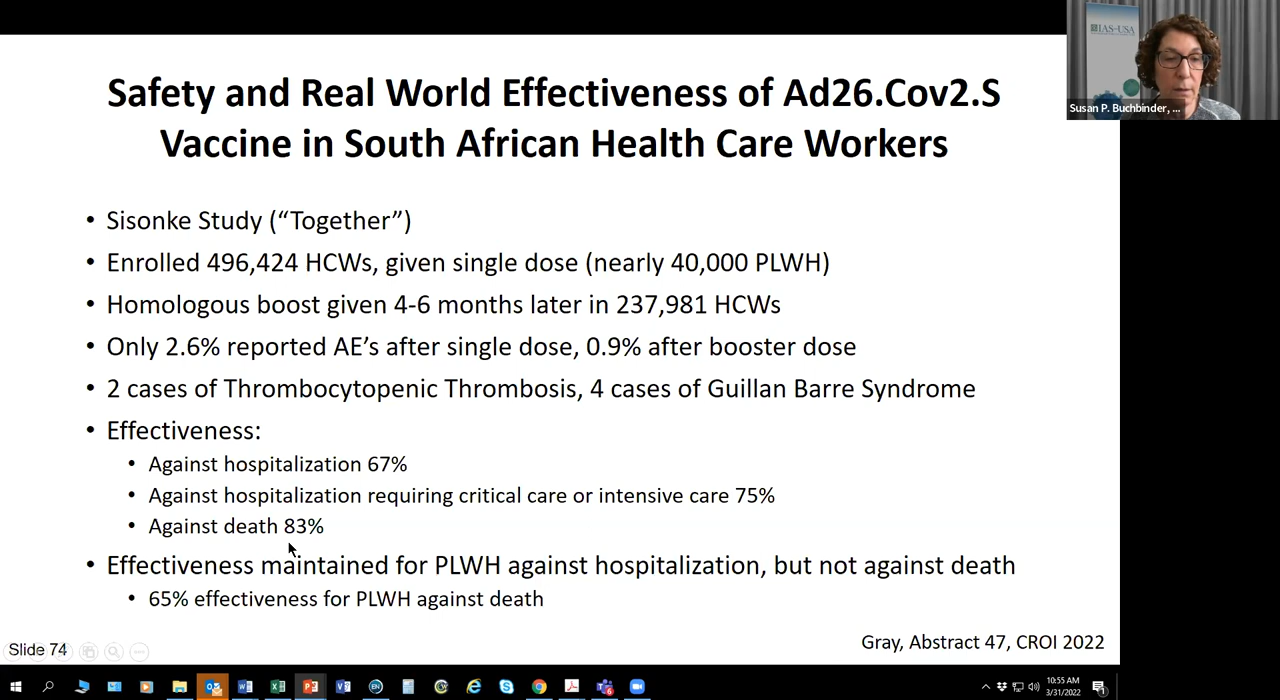 IAS-USA
Susan P. Buchbinder, ...
Safety and Real World Effectiveness of Ad26.Cov2.S
Vaccine in South African Health Care Workers
• Sisonke Study (“Together”)
• Enrolled 496,424 HCWs, given single dose (nearly 40,000 PLWH)
• Homologous boost given 4-6 months later in 237,981 HCWs
• Only 2.6% reported AE’s after single dose, 0.9% after booster dose
• 2 cases of Thrombocytopenic Thrombosis, 4 cases of Guillan Barre Syndrome
• Effectiveness:
• Against hospitalization 67%
• Against hospitalization requiring critical care or intensive care 75%
• Against death 83%
• Effectiveness maintained for PLWH against hospitalization, but not against death
• 65% effectiveness for PLWH against death
Gray, Abstract 47, CROI 2022
Slide 74
10:55 AM
3/31/2022